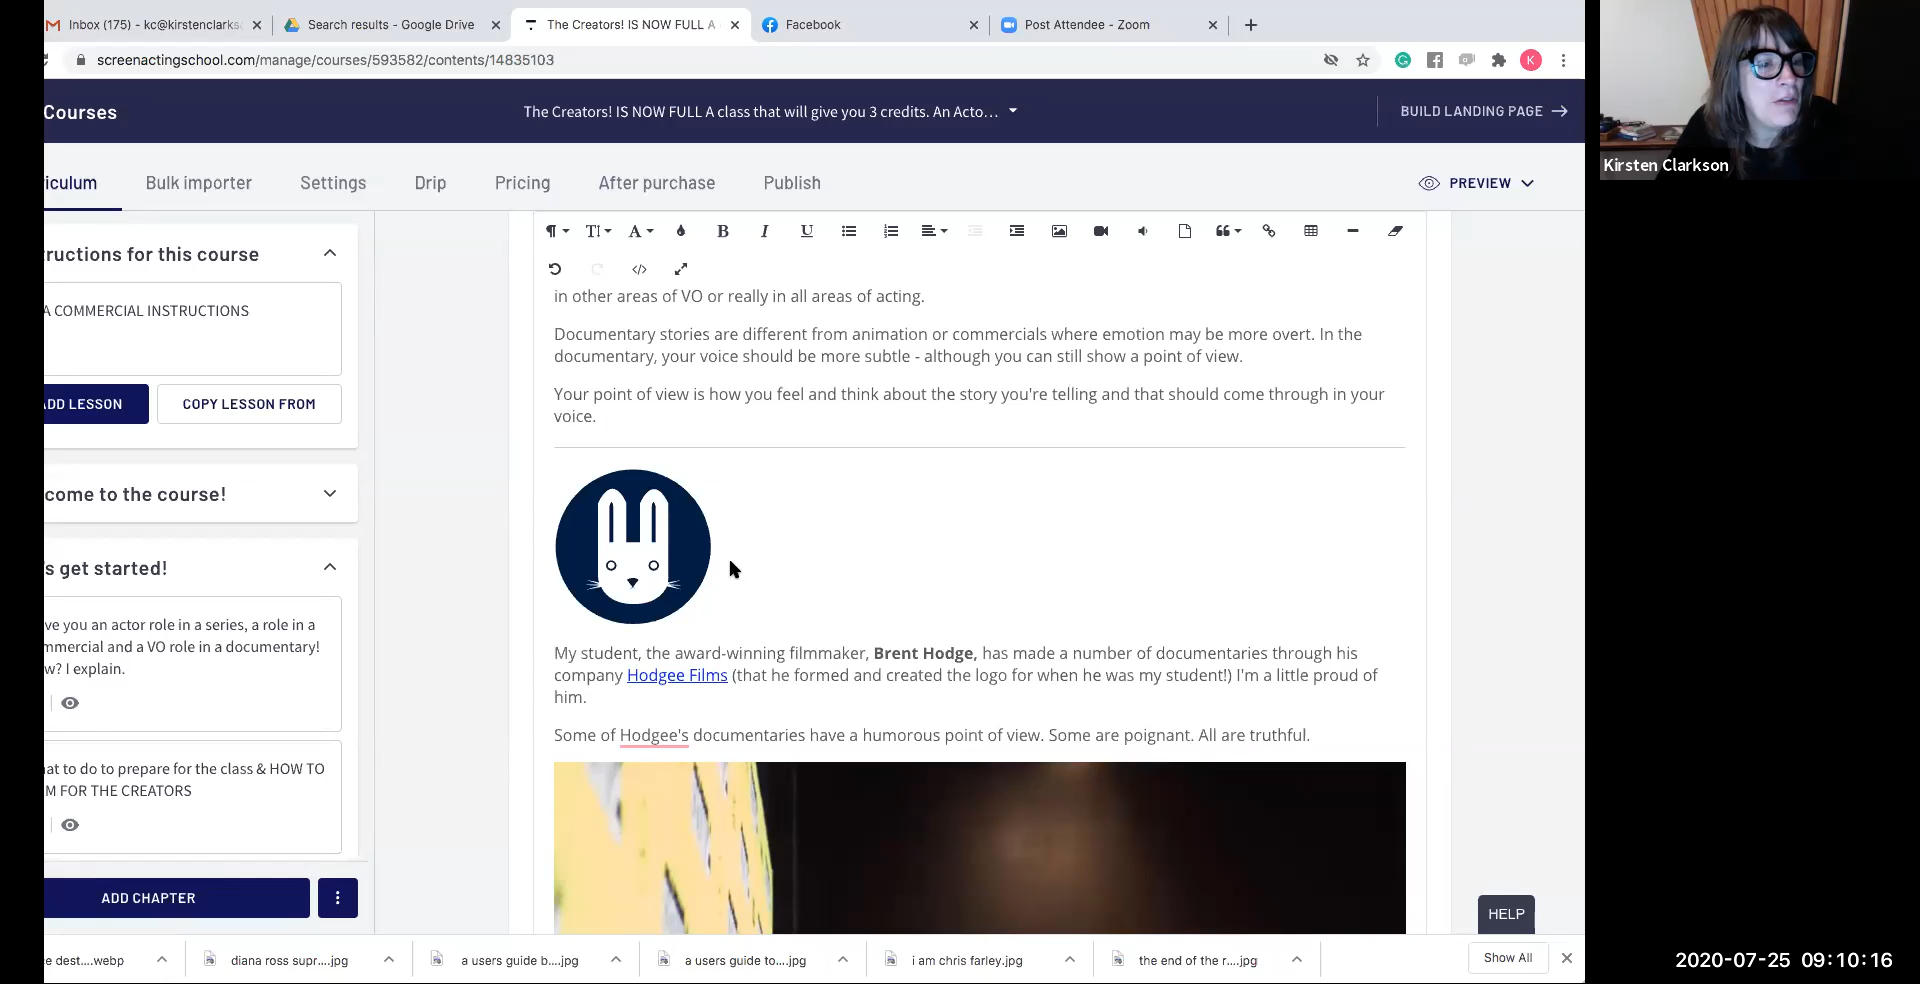 Inbox (175) - kc@kirstenclarks
Search results - Google Drive
The Creators! IS NOW FULL A
Facebook
Post Attendee - Zoom
screenactingschool.com/manage/courses/593582/contents/14835103
K
Courses
The Creators! IS NOW FULL A class that will give you 3 credits. An Acto...
BUILD LANDING PAGE
iculum
Bulk importer
Settings
Drip
Pricing
After purchase
Publish
PREVIEW
Kirsten Clarkson
tructions for this course
A COMMERCIAL INSTRUCTIONS
ADD LESSON
COPY LESSON FROM
come to the course!
s get started!
ve you an actor role in a series, a role in a
mmercial and a VO role in a documentary!
w? I explain.
at to do to prepare for the class & HOW TO
M FOR THE CREATORS
ADD CHAPTER
in other areas of VO or really in all areas of acting.
Documentary stories are different from animation or commercials where emotion may be more overt. In the
documentary, your voice should be more subtle - although you can still show a point of view.
Your point of view is how you feel and think about the story you're telling and that should come through in your
voice.
My student, the award-winning filmmaker, Brent Hodge, has made a number of documentaries through his
company Hodgee Films (that he formed and created the logo for when he was my student!) I'm a little proud of
him.
Some of Hodgee's documentaries have a humorous point of view. Some are poignant. All are truthful.
HELP
e dest....webp
diana ross supr....jpg
a users guide b....jpg
a users guide to....jpg
i am chris farley.jpg
the end of the r....jpg
Show All
2020-07-25 09:10:16